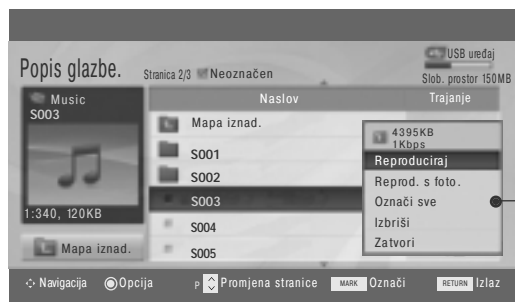 USB uređaj
Popis glazbe.
Stranica 2/3
Neoznačen
Slob. prostor 150MB
Music
S003
Naslov
Trajanje
Mapa iznad.
S001
S002
S003
S004
S005
4395KB
1Kbps
Reproduciraj
Reprod. s foto.
Označi sve
Izbriši
Zatvori
1:340, 120KB
Mapa iznad.
Navigacija
Opcija
P
Promjena stranice
MARK
Označi
RETURN
Izlaz